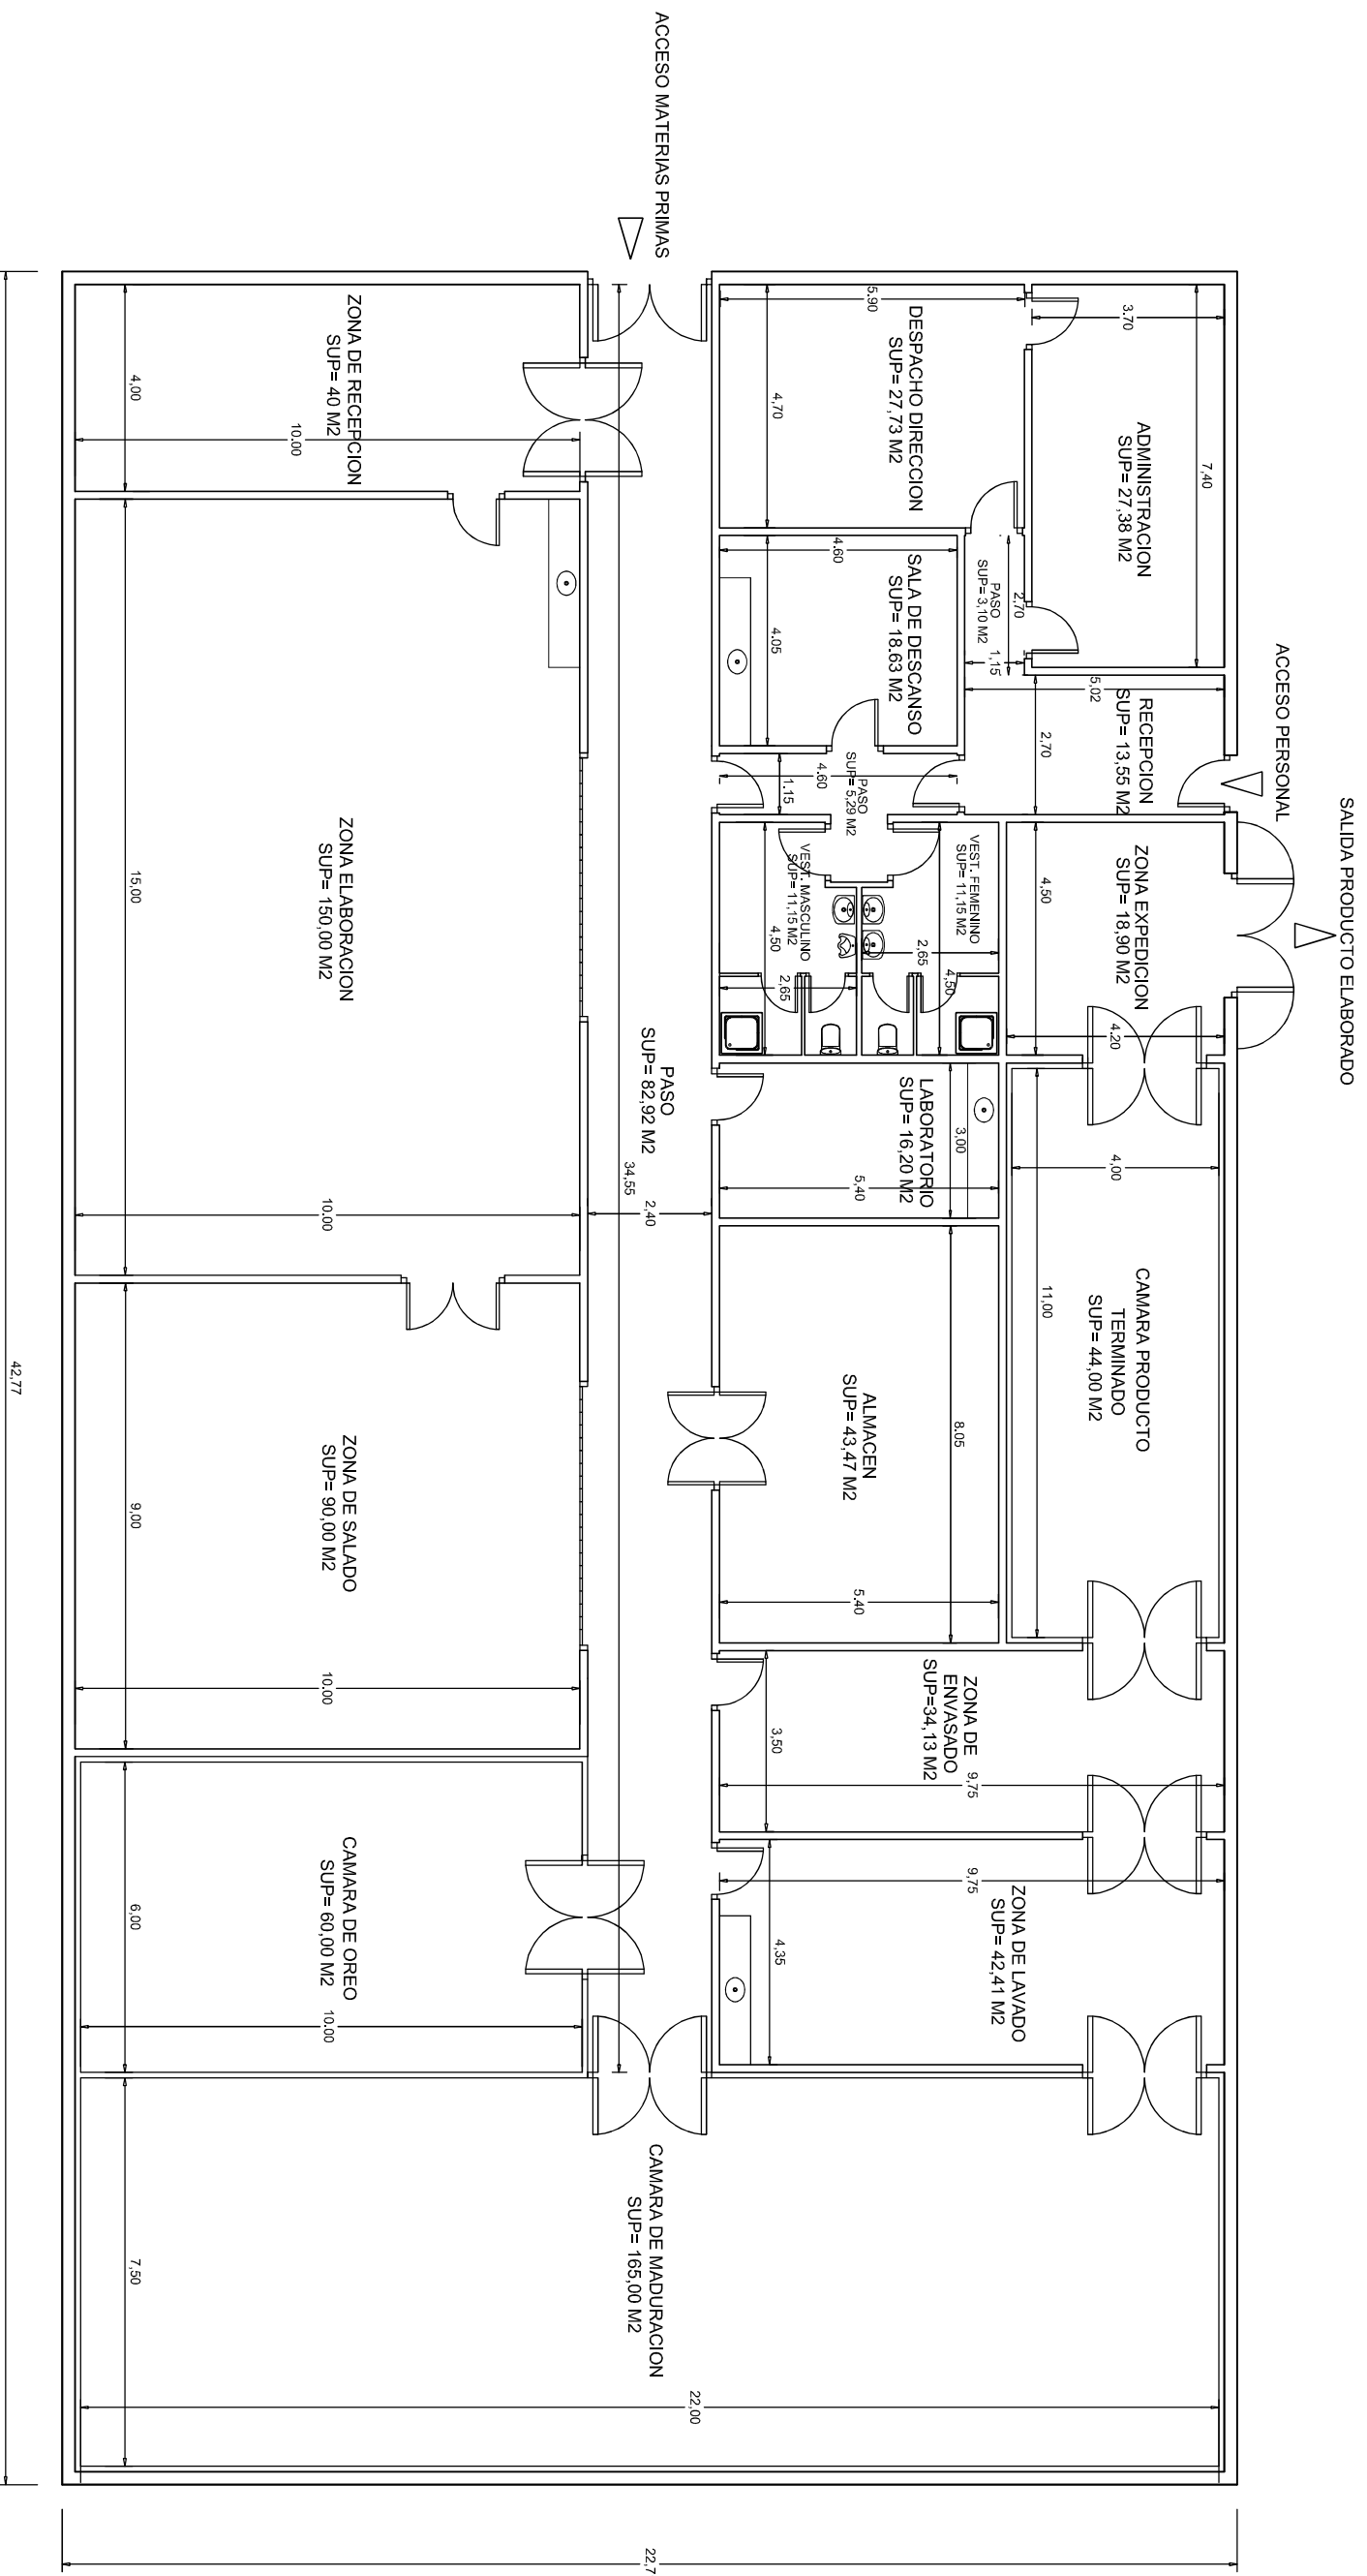 SALIDA PRODUCTO ELABORADO
ACCESO PERSONAL
ACCESO MATERIAS PRIMAS
ADMINISTRACION
SUP= 27,38 M2
7,40
3.70
RECEPCION
SUP= 13,55 M2
5,02
2,70
ZONA EXPEDICION
SUP= 18,90 M2
4,50
4.20
CAMARA PRODUCTO
TERMINADO
SUP= 44,00 M2
4,00
11,00
PASO
SUP= 3,10 M2
2,70
1,15
DESPACHO DIRECCION
SUP= 27,73 M2
5.90
4,70
SALA DE DESCANSO
SUP= 18.63 M2
4.60
4.05
PASO
SUP= 5,29 M2
4.60
1.15
VEST. FEMENINO
SUP= 11,15 M2
2,65
4,50
VEST. MASCULINO
SUP= 11,15 M2
4,50
2,65
LABORATORIO
SUP= 16,20 M2
3,00
5,40
ALMACEN
SUP= 43,47 M2
8.05
5.40
ZONA DE
ENVASADO
SUP=34,13 M2
9,75
3,50
ZONA DE LAVADO
SUP= 42,41 M2
9,75
4,35
PASO
SUP= 82,92 M2
34,55
2,40
CAMARA DE MADURACION
SUP= 165,00 M2
22,00
7,50
ZONA DE RECEPCION
SUP= 40 M2
10.00
4,00
ZONA ELABORACION
SUP= 150,00 M2
10.00
15,00
ZONA DE SALADO
SUP= 90,00 M2
10.00
9,00
CAMARA DE OREO
SUP= 60,00 M2
10.00
6,00
42,77